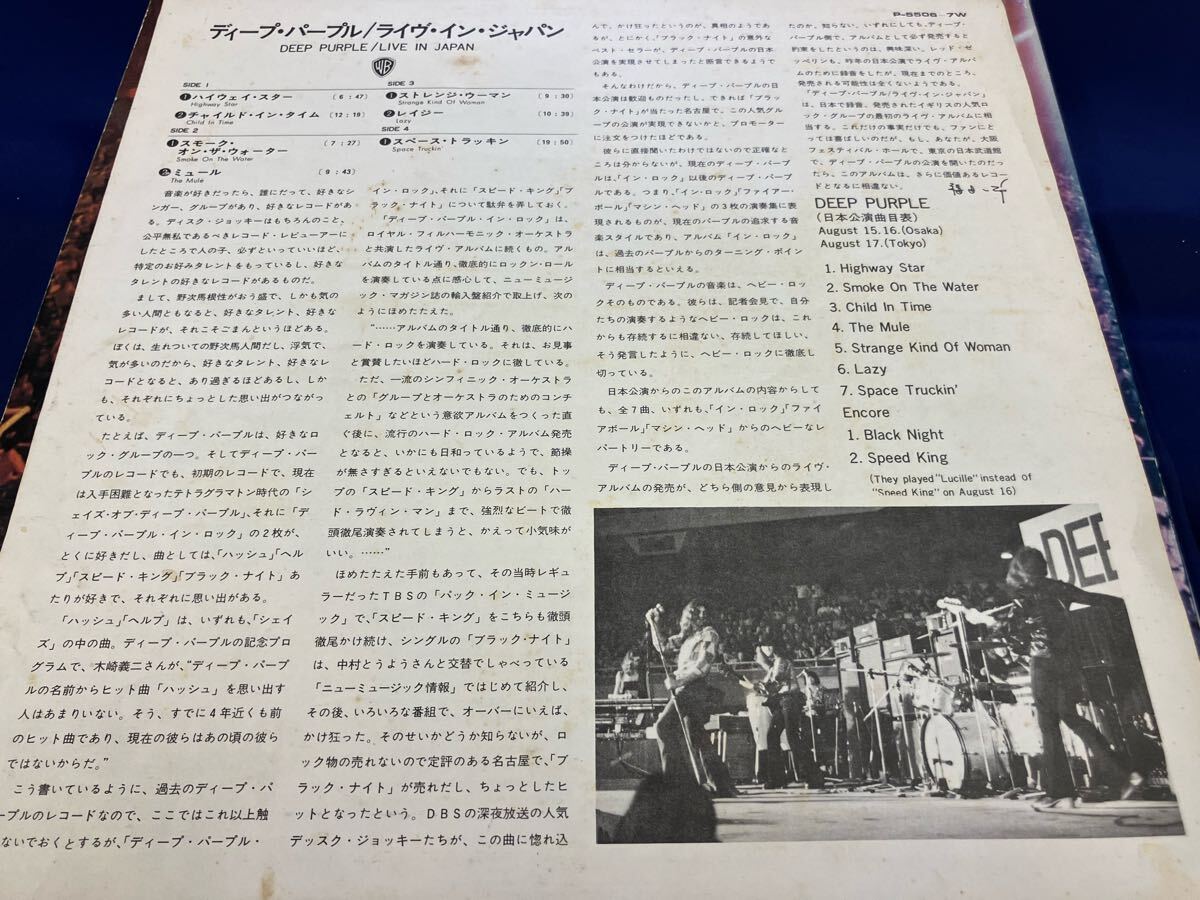 P-5506~7W
ディープ・パープル/ライヴ・イン・ジャパン
DEEP PURPLE/LIVE IN JAPAN
WB
SIDE 1
❶ハイウェイ・スター (6:47)
Highway Star
❷チャイルド・イン・タイム (12:19)
Child In Time
SIDE 2
❶スモーク・
オン・ザ・ウォーター (7:27)
Smoke On The Water
❷ミュール (9:43)
The Mule
SIDE 3
❶ストレンジ・ウーマン (9:30)
Strange Kind Of Woman
❷レイジー (10:39)
Lazy
SIDE 4
❶スペース・トラッキン (19:50)
Space Truckin'
音楽が好きだったら、誰にだって、好きなシ
ンガー、グループがあり、好きなレコードがあ
る。ディスク・ジョッキーはもちろんのこと、
公平無私であるべきレコード・レビューアーに
したところで人の子、必ずといっていいほど、
特定のお好みタレントをもっているし、好きな
タレントの好きなレコードがあるものだ。
まして、野次馬根性がおう盛で、しかも気の
多い人間ともなると、好きなタレント、好きな
レコードが、それこそごまんというほどある。
ぼくは、生れついての野次馬人間だし、浮気で、
気が多いのだから、好きなタレント、好きなレ
コードとなると、あり過ぎるほどあるし、しか
も、それぞれにちょっとした思い出がつながっ
ている。
たとえば、ディープ・パープルは、好きなロ
ック・グループの一つ。そしてディープ・パー
プルのレコードでも、初期のレコードで、現在
は入手困難となったテトラグラマトン時代の「シ
ェイズ・オブ・ディープ・パープル」、それに「デ
ィープ・パープル・イン・ロック」の2枚が、
とくに好きだし、曲としては、「ハッシュ」「ヘル
プ」「スピード・キング」「ブラック・ナイト」あ
たりが好きで、それぞれに思い出がある。
「ハッシュ」「ヘルプ」は、いずれも、「シェイ
ズ」の中の曲。ディープ・パープルの記念プロ
グラムで、木崎義二さんが、“ディープ・パープ
ルの名前からヒット曲「ハッシュ」を思い出す
人はあまりいない。そう、すでに4年近くも前
のヒット曲であり、現在の彼らはあの頃の彼ら
ではないからだ。”
こう書いているように、過去のディープ・パ
ープルのレコードなので、ここではこれ以上触
ないでおくとするが、「ディープ・パープル・
イン・ロック」、それに「スピード・キング」「ブ
ラック・ナイト」について駄弁を弄しておく。
「ディープ・パープル・イン・ロック」は、
ロイヤル・フィルハーモニック・オーケストラ
と共演したライヴ・アルバムに続くもの。アル
バムのタイトル通り、徹底的にロックン・ロール
を演奏している点に感心して、ニューミュージ
ック・マガジン誌の輸入盤紹介で取上げ、次の
ようにほめたたえた。
“……アルバムのタイトル通り、徹底的にハ
ード・ロックを演奏している。それは、お見事
と賞賛したいほどハード・ロックに徹している。
ただ、一流のシンフィニック・オーケストラ
との「グループとオーケストラのためのコンチ
ェルト」などという意欲アルバムをつくった直
ぐ後に、流行のハード・ロック・アルバム発売
となると、いかにも日和っているようで、節操
が無さすぎるといえないでもない。でも、トッ
プの「スピード・キング」からラストの「ハー
ド・ラヴィン・マン」まで、強烈なビートで徹
頭徹尾演奏されてしまうと、かえって小気味が
いい。……”
ほめたたえた手前もあって、その当時レギュ
ラーだったTBSの「パック・イン・ミュージ
ック」で、「スピード・キング」をこちらも徹頭
徹尾かけ続け、シングルの「ブラック・ナイト」
は、中村とうようさんと交替でしゃべっている
「ニューミュージック情報」ではじめて紹介し、
その後、いろいろな番組で、オーバーにいえば、
かけ狂った。そのせいかどうか知らないが、ロ
ック物の売れないので定評のある名古屋で、「ブ
ラック・ナイト」が売れだし、ちょっとしたヒ
ットとなったという。DBSの深夜放送の人気
デッスク・ジョッキーたちが、この曲に惚れ込
んで、かけ狂ったというのが、真相のようであ
るが、とにかく、「ブラック・ナイト」の意外な
ベスト・セラーが、ディープ・パープルの日本
公演を実現させてしまったと断言できるようで
もある。
そんなわけだから、ディープ・パープルの日
本公演は歓迎ものだったし、できれば「ブラッ
ク・ナイト」が当たった名古屋で、この人気グル
ープの公演が実現できないかと、プロモーター
に注文をつけたほどである。
彼らに直接聞いたわけではないので正確なと
ころは分からないが、現在のディープ・パープ
ルは、「イン・ロック」以後のディープ・パープ
ルである。つまり、「イン・ロック」「ファイアー・
ボール」「マシン・ヘッド」の3枚の演奏集に表
現されるものが、現在のパープルの追求する音
楽スタイルであり、アルバム「イン・ロック」
は、過去のパープルからのターニング・ポイン
トに相当するといえる。
ディープ・パープルの音楽は、ヘビー・ロッ
クそのものである。彼らは、記者会見で、自分
たちの演奏するようなヘビー・ロックは、これ
からも存続するに相違ない、存続してほしい、
そう発言したように、ヘビー・ロックに徹底し
切っている。
日本公演からのこのアルバムの内容からして
も、全7曲、いずれも、「イン・ロック」「ファイ
アボール」「マシン・ヘッド」からのヘビーなレ
パートリーである。
ディープ・パープルの日本公演からのライヴ・
アルバムの発売が、どちら側の意見から表現し
たのか、知らない。いずれにしても、ディープ・
パープル側で、アルバムとして必ず発売すると
約束をしたというのは、興味深い。レッド・ゼ
ッペリンも、昨年の日本公演でライヴ・アルバ
ムのために録音をしたが、現在までのところ、
発売される可能性は全くないようなのだから。
「ディープ・パープル/ライヴ・イン・ジャパン」
は、日本で録音、発売されたイギリスの人気ロ
ック・グループの最初のライヴ・アルバムに相
当する。これだけの事実だけでも、ファンにと
っては喜ばしいのだが、もし、あなたが、大阪
フェスティバル・ホールで、東京の日本武道館
で、ディープ・パープルの公演を聞いたのだっ
たら、このアルバムは、さらに価値あるレコー
ドとなるに相違ない。
DEEP PURPLE
(日本公演曲目表)
August 15.16.(Osaka)
August 17.(Tokyo)
1. Highway Star
2. Smoke On The Water
3. Child In Time
4. The Mule
5. Strange Kind Of Woman
6. Lazy
7. Space Truckin'
Encore
1. Black Night
2. Speed King
(They played "Lucille" instead of
"Speed King" on August 16)
DEE